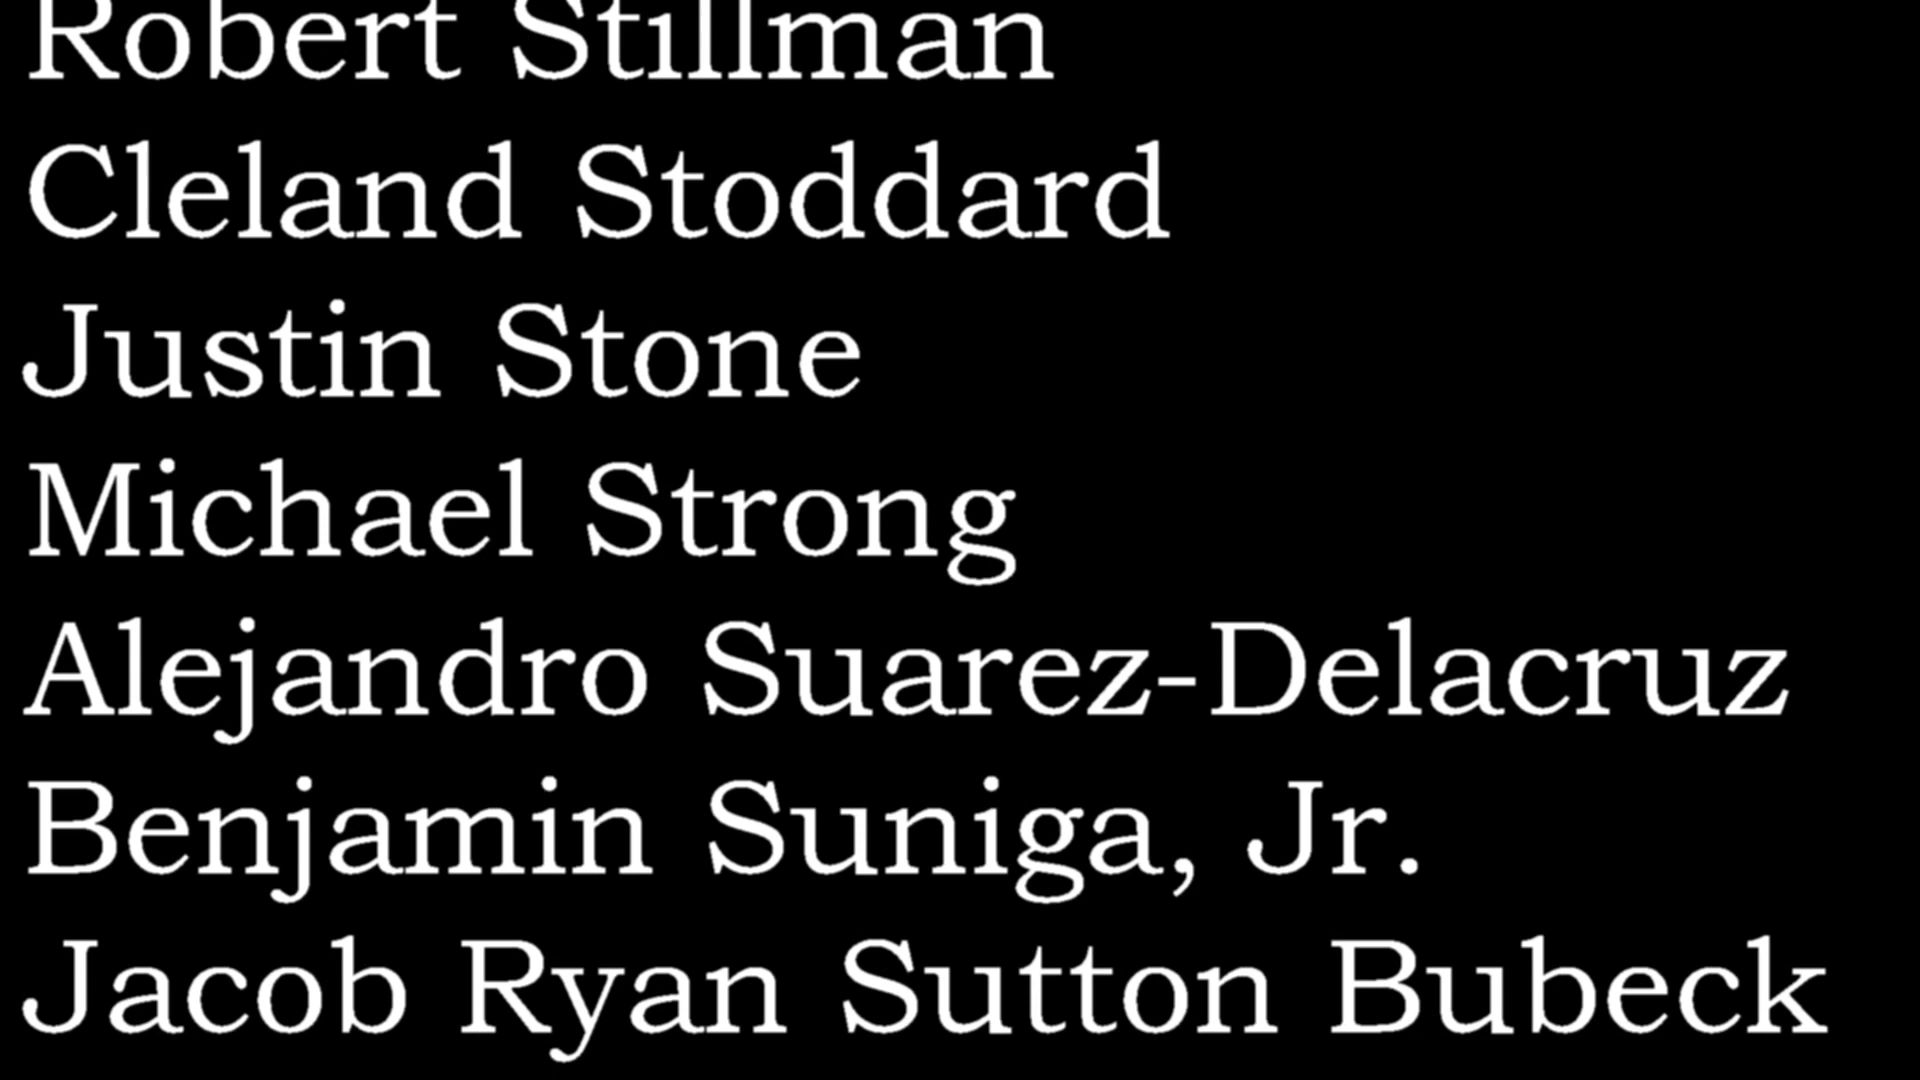 Robert Stillman
Cleland Stoddard
Justin Stone
Michael Strong
Alejandro Suarez-Delacruz
Benjamin Suniga, Jr.
Jacob Ryan Sutton Bubeck